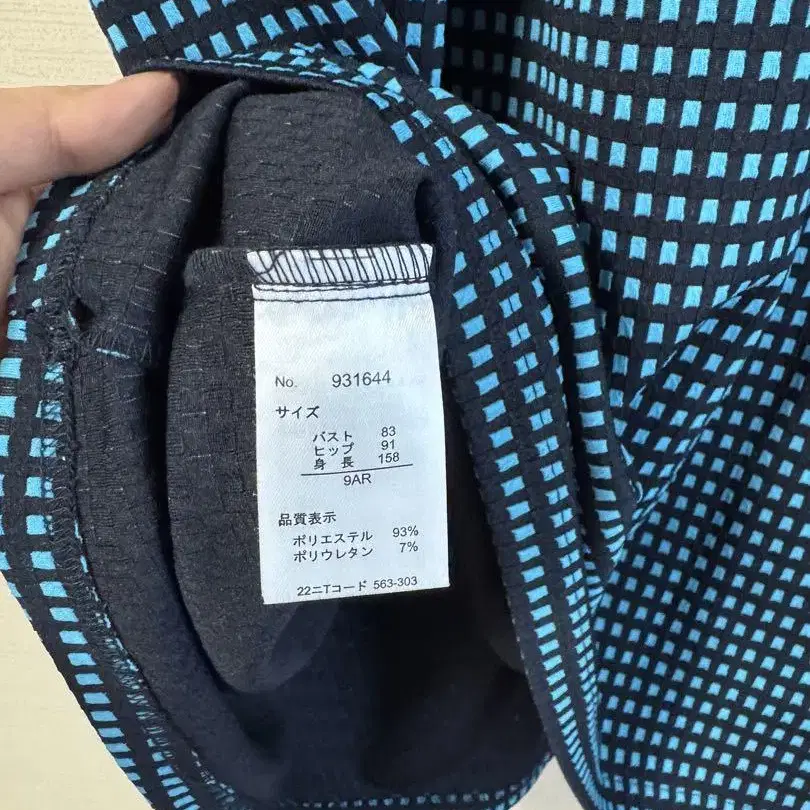 No. 931644
サイズ
バスト 83
ヒップ 91
身長 158
9AR
品質表示
ポリエステル 93%
ポリウレタン 7%
22ニTコード 563-303